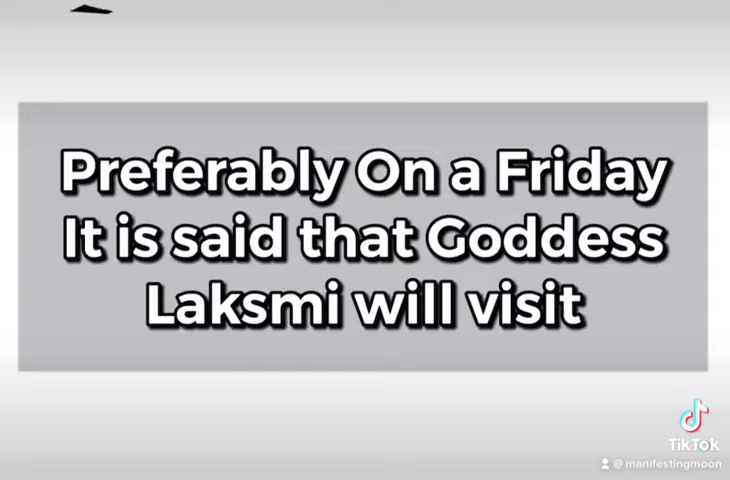 Preferably On a Friday
It is said that Goddess
Laksmi will visit
TikTok
@manifestingmoon